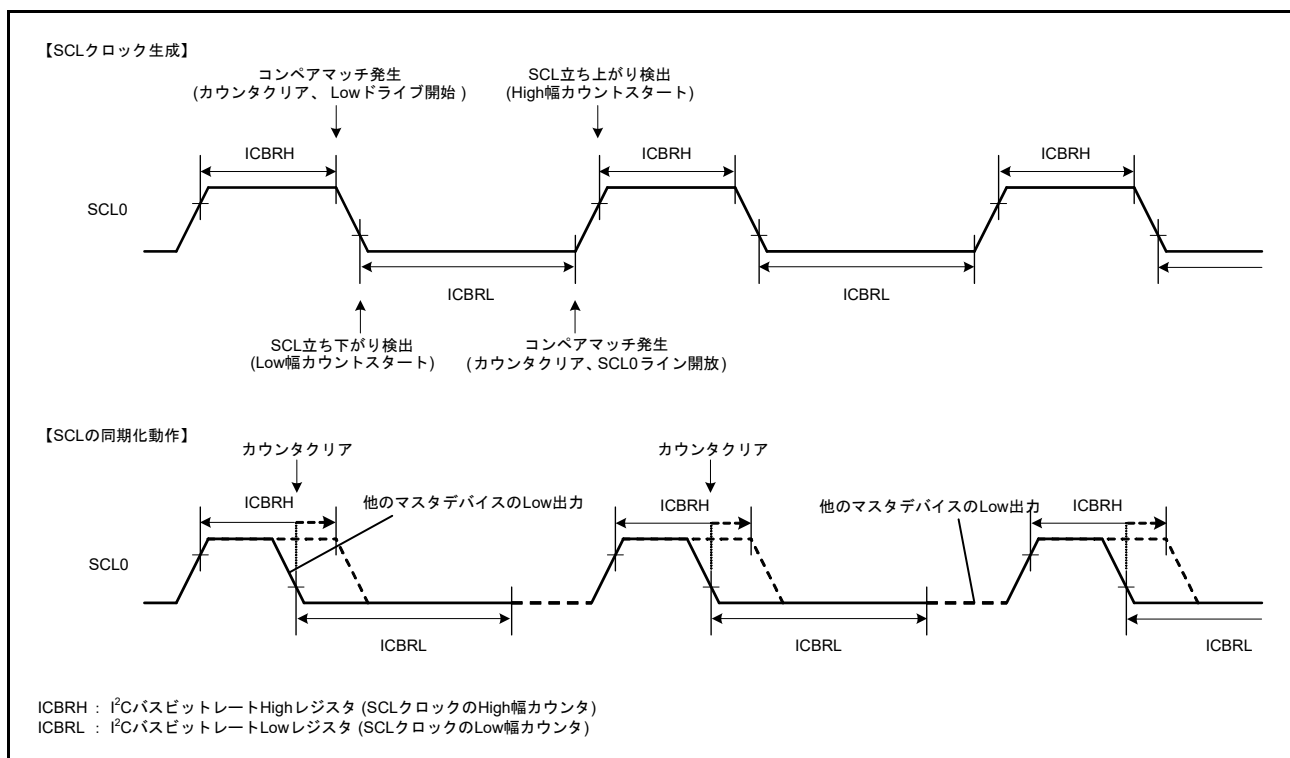 【SCLクロック生成】
コンペアマッチ発生
(カウンタクリア、 Lowドライブ開始 )
SCL立ち上がり検出
(High幅カウントスタート)
ICBRH
ICBRH
ICBRH
SCL0
ICBRL
ICBRL
SCL立ち下がり検出
(Low幅カウントスタート)
コンペアマッチ発生
(カウンタクリア、SCL0ライン開放)
【SCLの同期化動作】
カウンタクリア
カウンタクリア
ICBRH
他のマスタデバイスのLow出力
ICBRH
他のマスタデバイスのLow出力
ICBRH
SCL0
ICBRL
ICBRL
ICBRL
ICBRH : I²CバスビットレートHighレジスタ (SCLクロックのHigh幅カウンタ)
ICBRL : I²CバスビットレートLowレジスタ (SCLクロックのLow幅カウンタ)